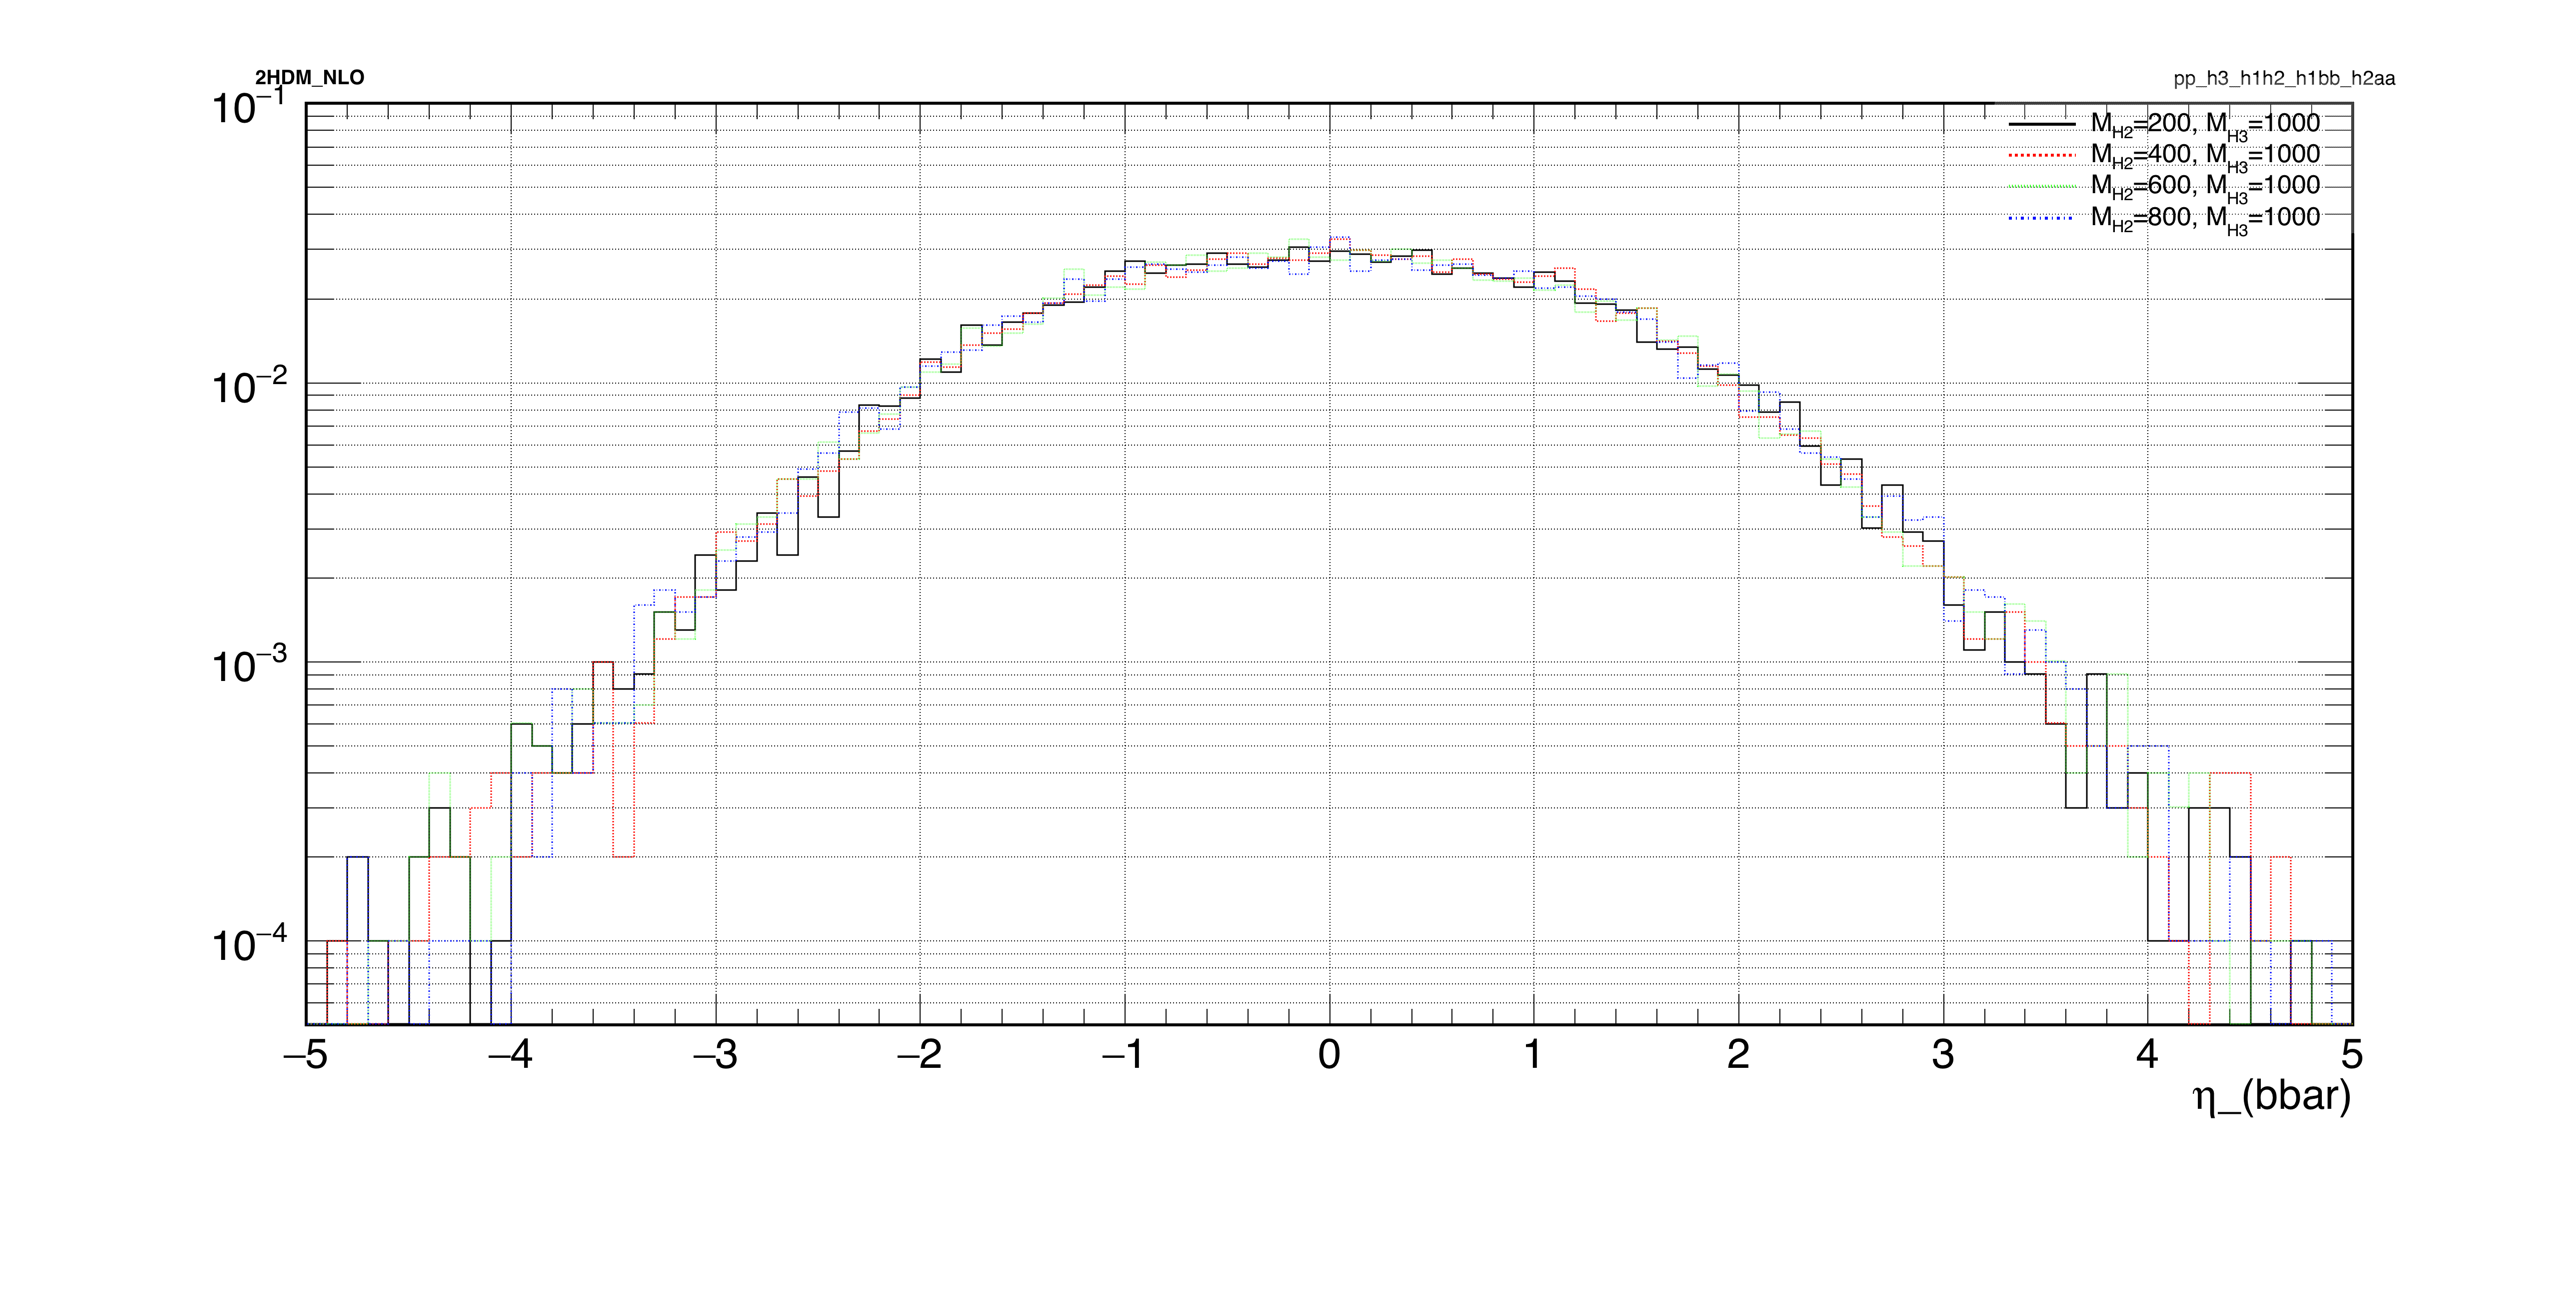 2HDM_NLO
pp_h3_h1h2_h1bb_h2aa
M_H2=200, M_H3=1000
M_H2=400, M_H3=1000
M_H2=600, M_H3=1000
M_H2=800, M_H3=1000
10^−1
10^−2
10^−3
10^−4
−5 −4 −3 −2 −1 0 1 2 3 4 5
η_(bbar)